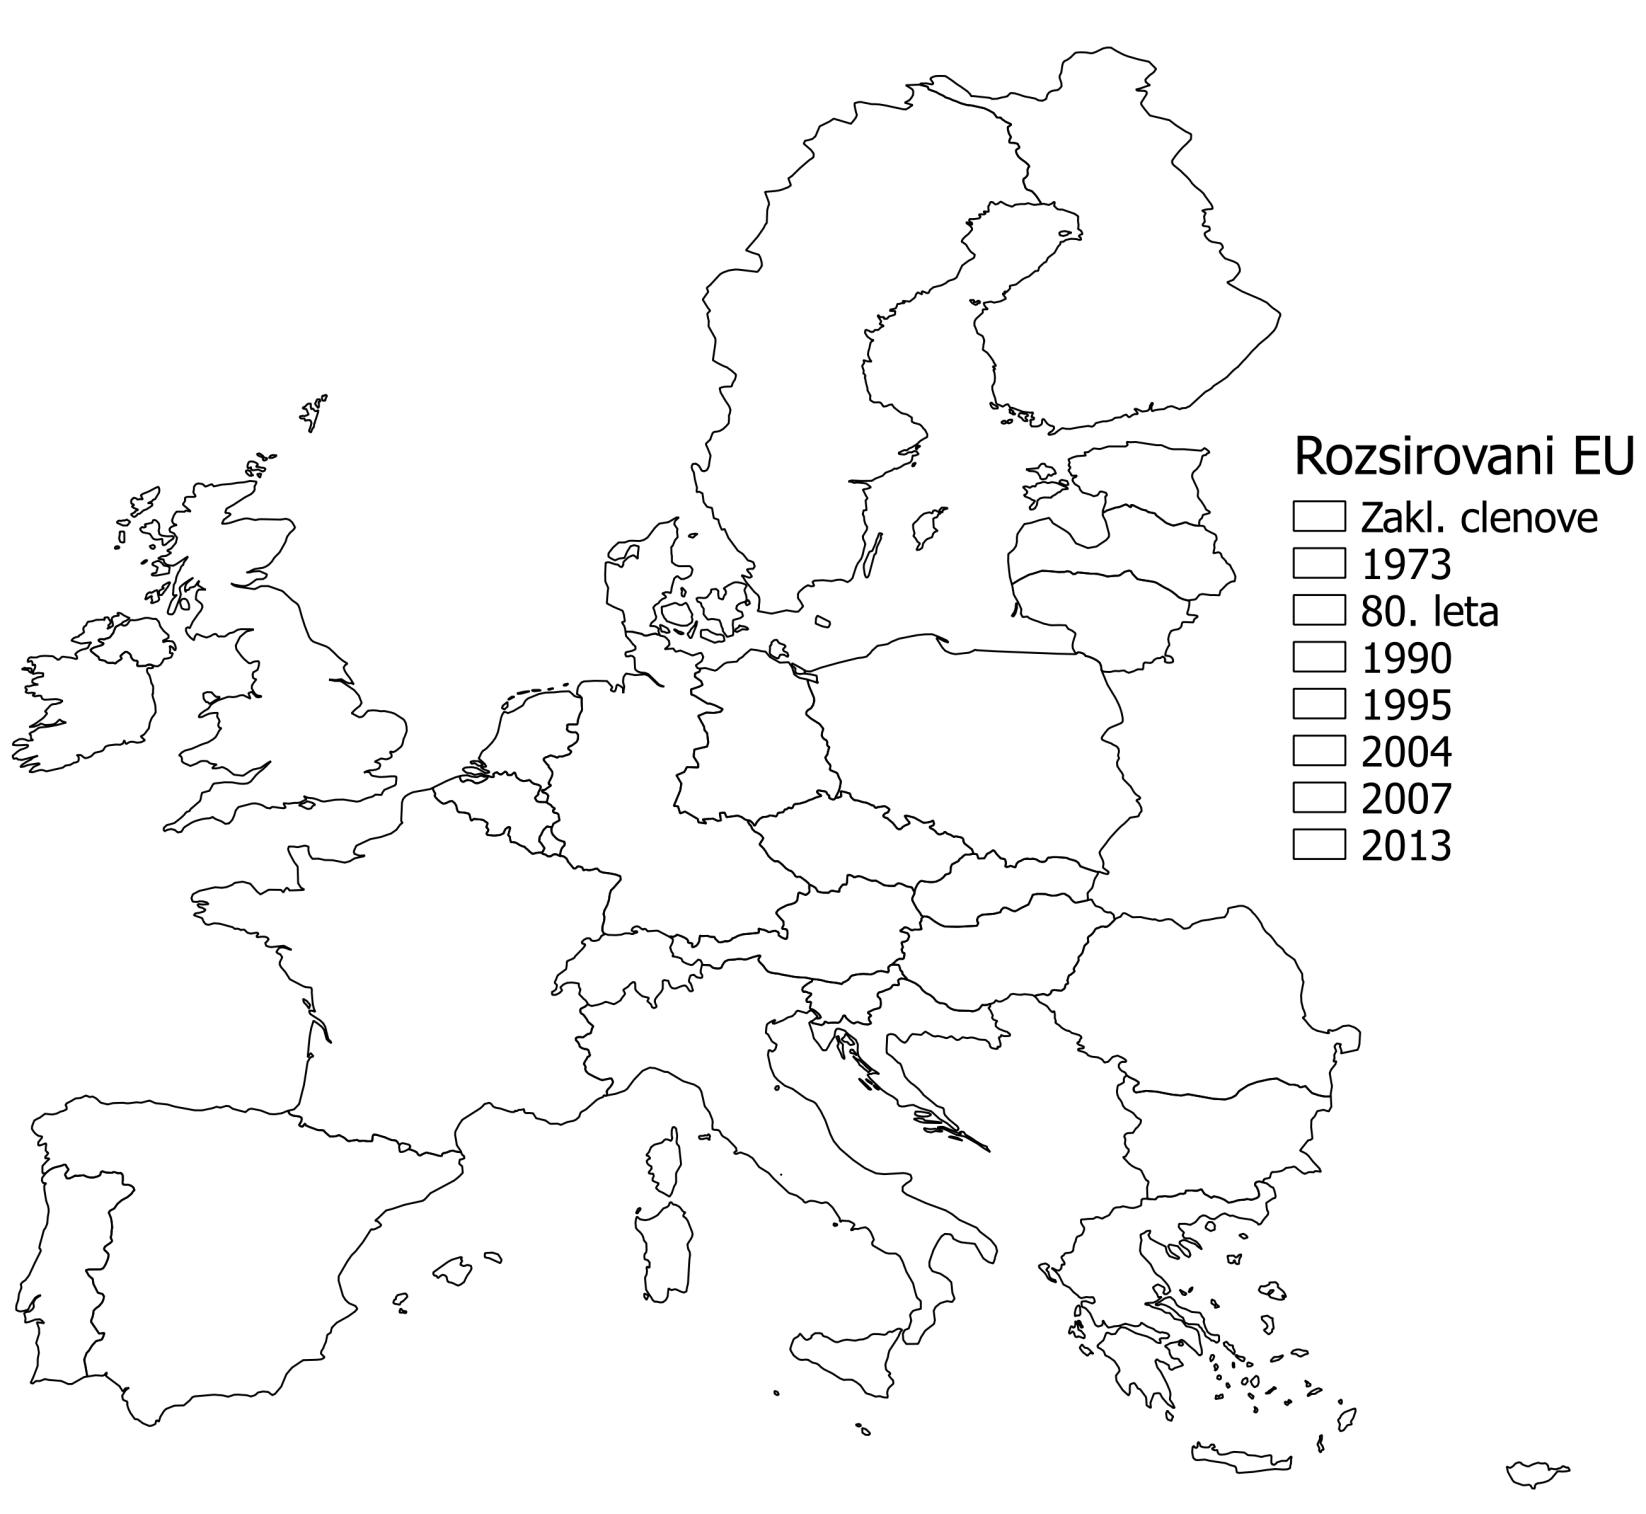 Rozsirovani EU
Zakl. clenove
1973
80. leta
1990
1995
2004
2007
2013